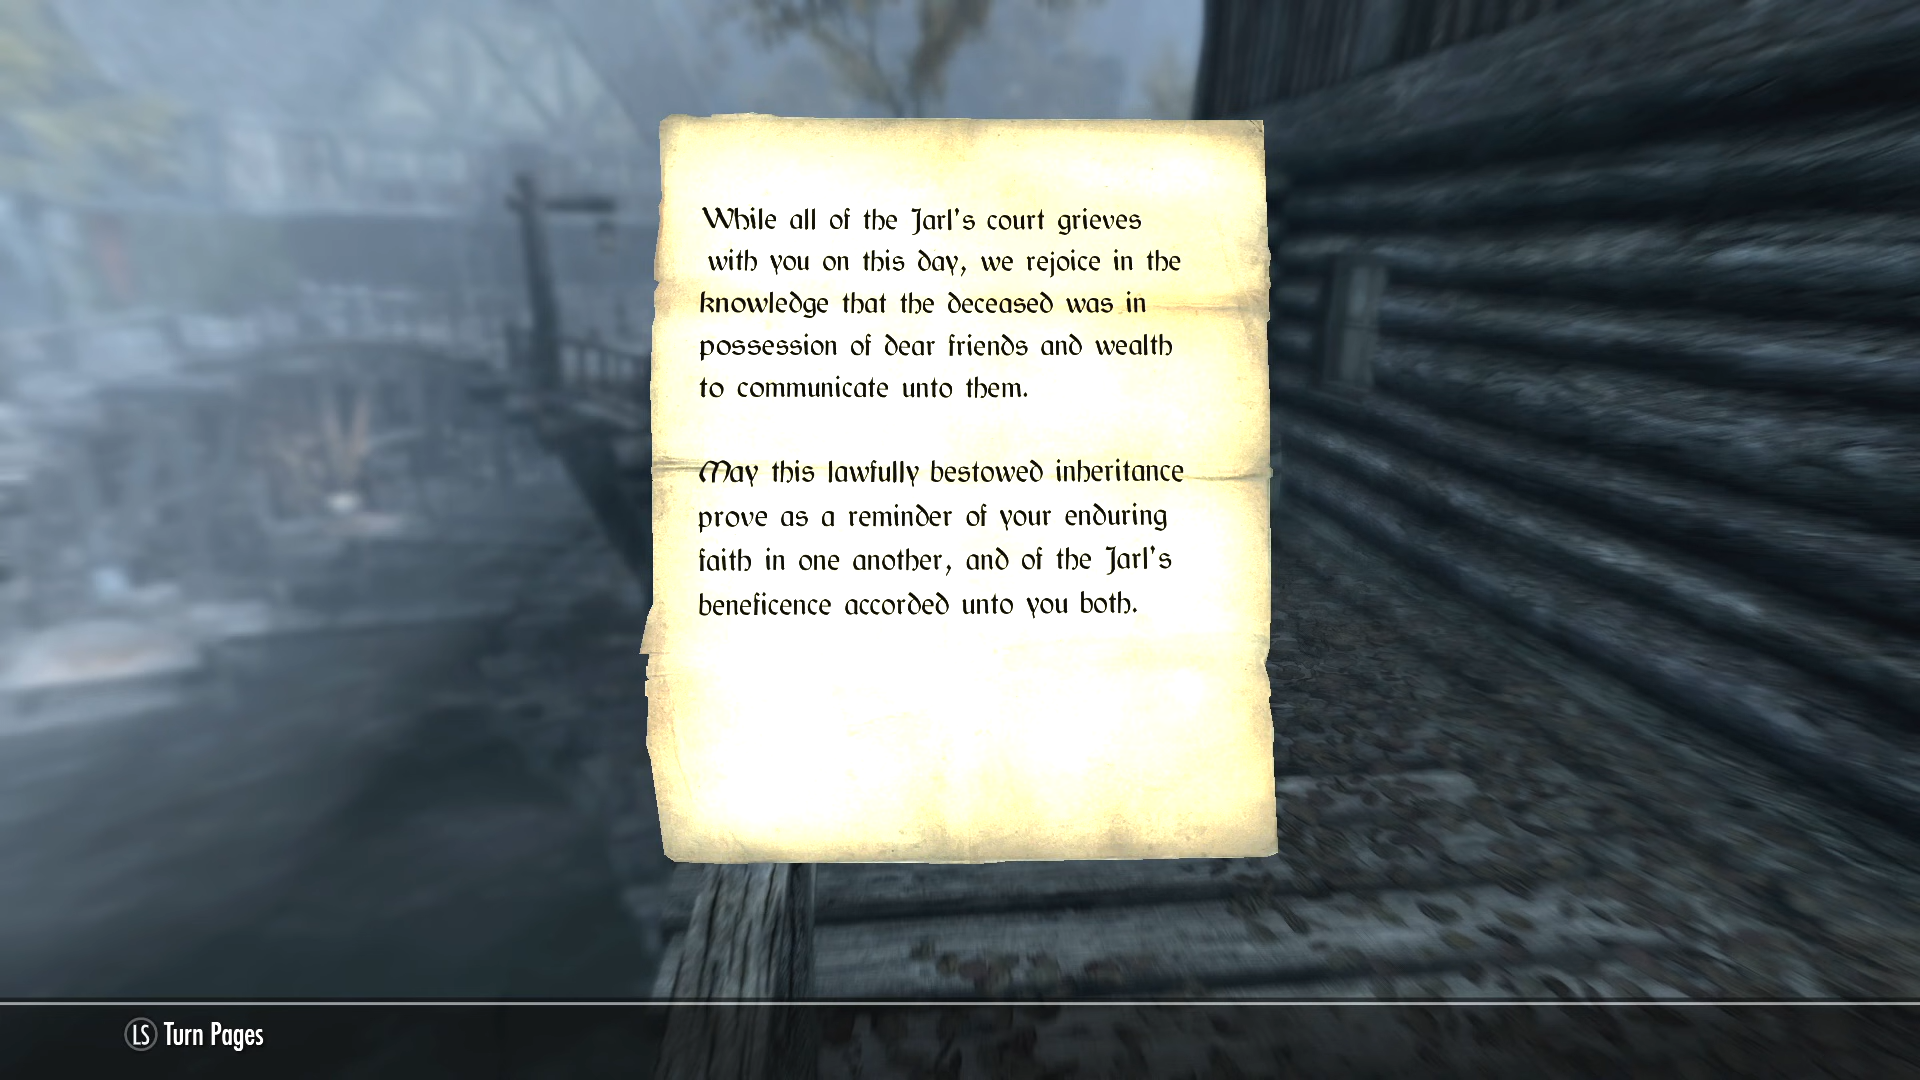 While all of the Jarl's court grieves
with you on this day, we rejoice in the
knowledge that the deceased was in
possession of dear friends and wealth
to communicate unto them.
May this lawfully bestowed inheritance
prove as a reminder of your enduring
faith in one another, and of the Jarl's
beneficence accorded unto you both.
LS Turn Pages